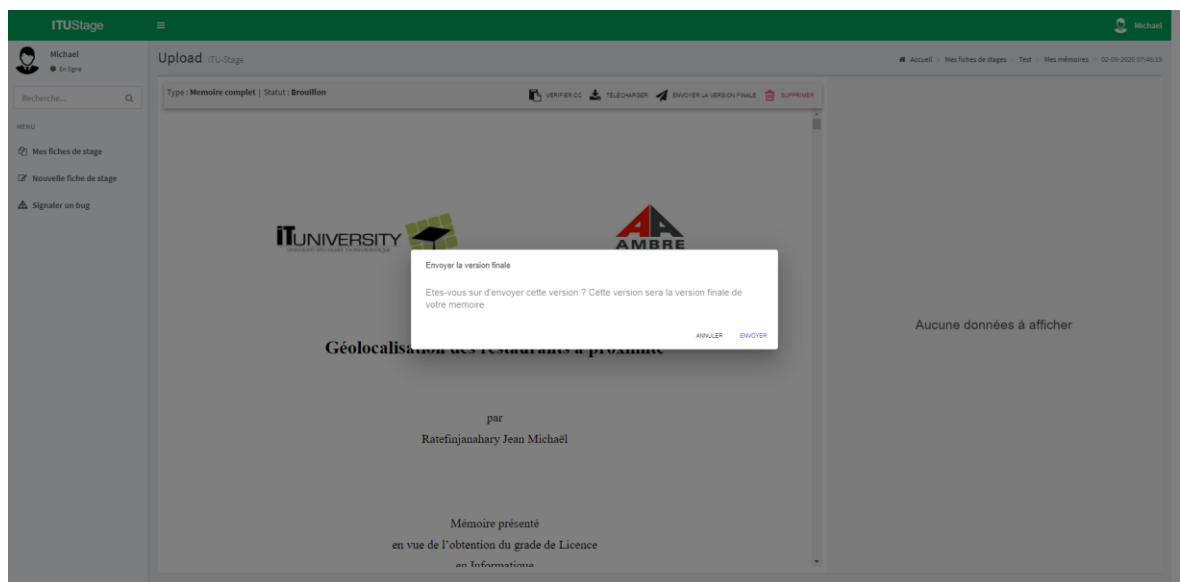 ITUStage
Michael
Michael
En ligne
Upload ITU-Stage
Accueil > Mes fiches de stages > Test > Mes mémoires > 02-09-2020 07:46:19
Recherche...
Type : Memoire complet | Statut : Brouillon
VERIFIER CC TÉLÉCHARGER ENVOYER LA VERSION FINALE SUPPRIMER
MENU
Mes fiches de stage
Nouvelle fiche de stage
Signaler un bug
ITUNIVERSITY
AMBRE
Envoyer la version finale
Etes-vous sur d'envoyer cette version ? Cette version sera la version finale de
votre memoire
ANNULER ENVOYER
Aucune données à afficher
Géolocalisation des restaurants à proximité
par
Ratefinjanahary Jean Michaël
Mémoire présenté
en vue de l'obtention du grade de Licence
en Informatique